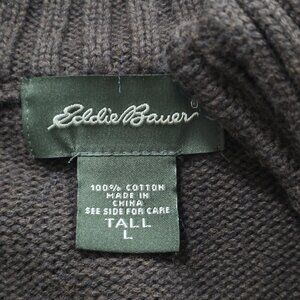 Eddie Bauer®
100% COTTON
MADE IN
CHINA
SEE SIDE FOR CARE
TALL
L